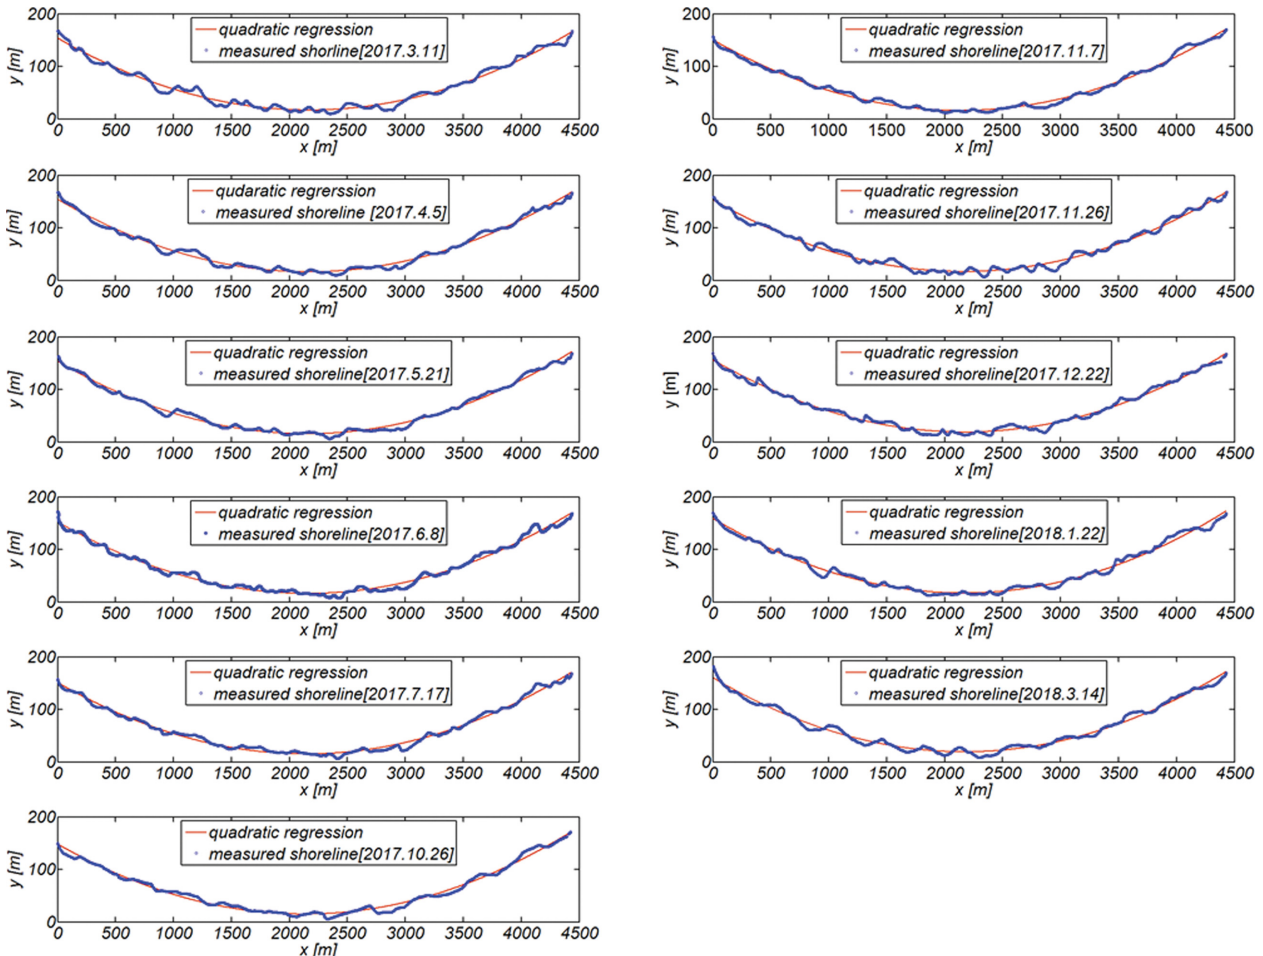 200
100
0
y [m]
quadratic regression
measured shorline[2017.3.11]
0 500 1000 1500 2000 2500 3000 3500 4000 4500
x [m]
200
100
0
y [m]
qudaratic regrerssion
measured shoreline [2017.4.5]
0 500 1000 1500 2000 2500 3000 3500 4000 4500
x [m]
200
100
0
y [m]
quadratic regression
measured shoreline[2017.5.21]
0 500 1000 1500 2000 2500 3000 3500 4000 4500
x [m]
200
100
0
y [m]
quadratic regression
measured shoreline[2017.6.8]
0 500 1000 1500 2000 2500 3000 3500 4000 4500
x [m]
200
100
0
y [m]
quadratic regression
measured shoreline[2017.7.17]
0 500 1000 1500 2000 2500 3000 3500 4000 4500
x [m]
200
100
0
y [m]
quadratic regression
measured shoreline[2017.10.26]
0 500 1000 1500 2000 2500 3000 3500 4000 4500
x [m]
200
100
0
y [m]
quadratic regression
measured shoreline[2017.11.7]
0 500 1000 1500 2000 2500 3000 3500 4000 4500
x [m]
200
100
0
y [m]
quadratic regression
measured shoreline[2017.11.26]
0 500 1000 1500 2000 2500 3000 3500 4000 4500
x [m]
200
100
0
y [m]
quadratic regression
measured shoreline[2017.12.22]
0 500 1000 1500 2000 2500 3000 3500 4000 4500
x [m]
200
100
0
y [m]
quadratic regression
measured shoreline[2018.1.22]
0 500 1000 1500 2000 2500 3000 3500 4000 4500
x [m]
200
100
0
y [m]
quadratic regression
measured shoreline[2018.3.14]
0 500 1000 1500 2000 2500 3000 3500 4000 4500
x [m]